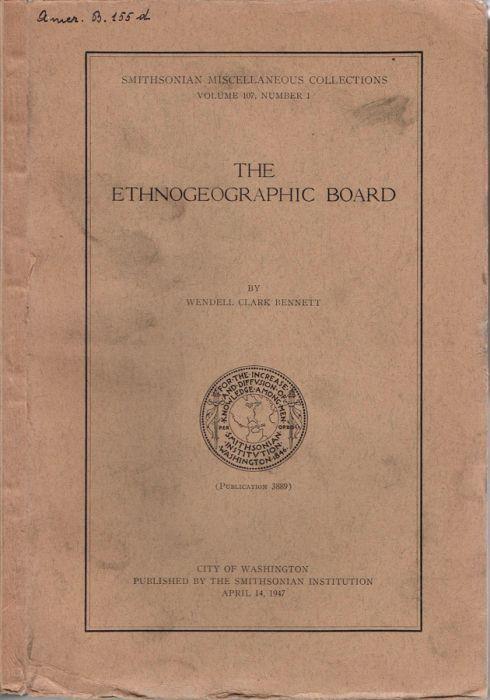 Amer. B. 155 d
SMITHSONIAN MISCELLANEOUS COLLECTIONS
VOLUME 107, NUMBER 1
THE
ETHNOGEOGRAPHIC BOARD
BY
WENDELL CLARK BENNETT
FOR·THE·INCREASE
AND·DIFFVSION·OF
KNOWLEDGE·AMONG·MEN
PER
ORBEM
SMITHSONIAN
INSTITVTION
WASHINGTON·1846
(PUBLICATION 3889)
CITY OF WASHINGTON
PUBLISHED BY THE SMITHSONIAN INSTITUTION
APRIL 14, 1947